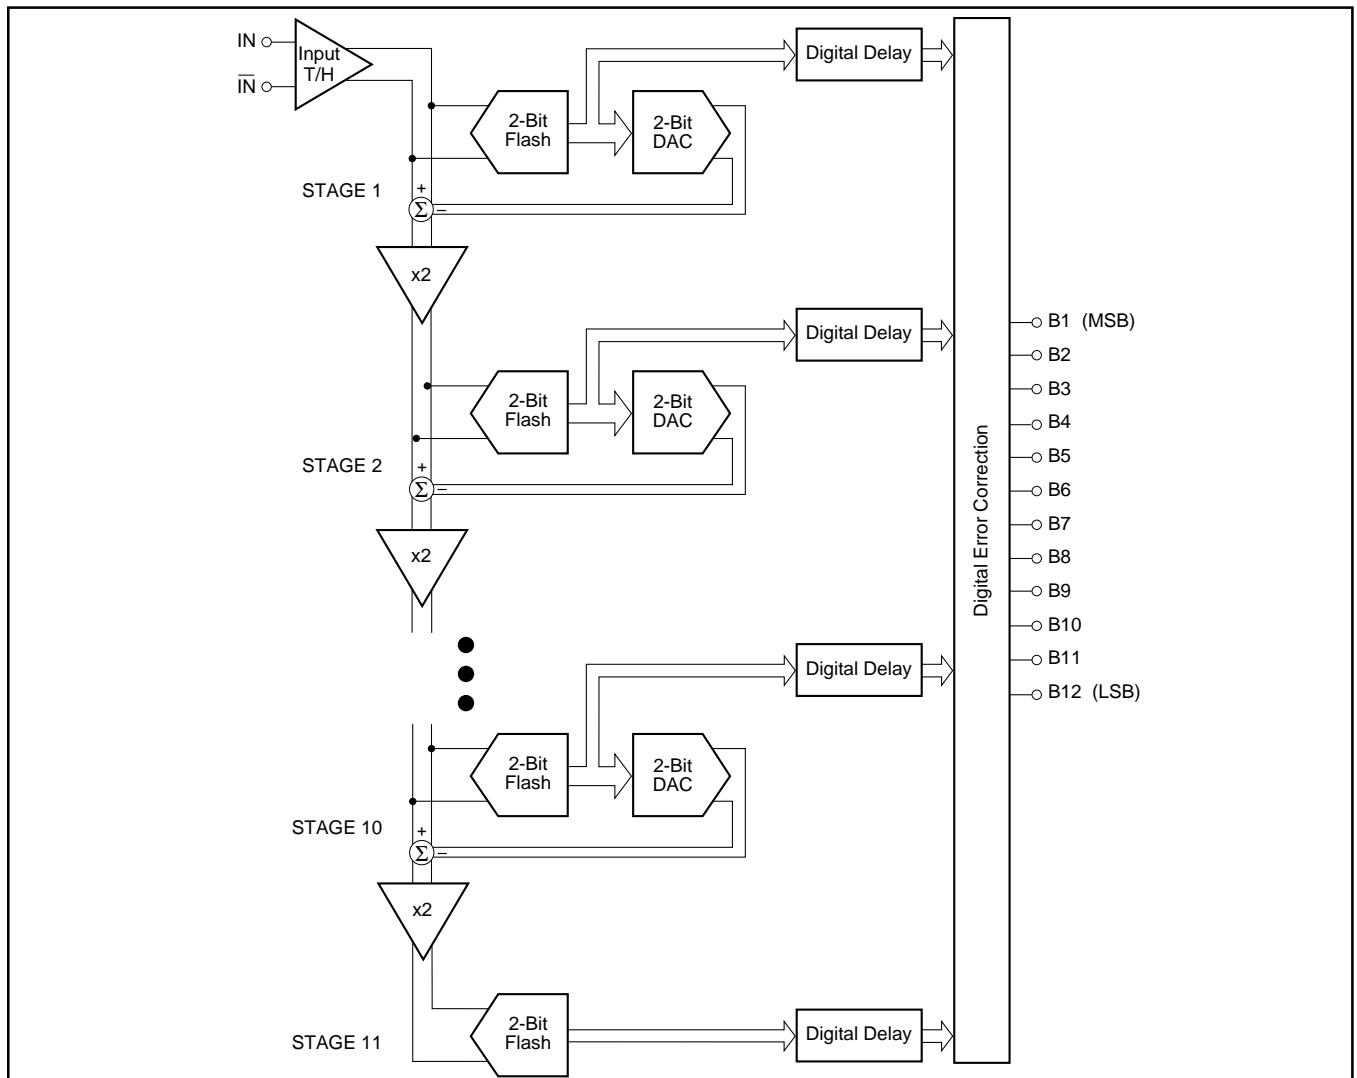 IN
Input
T/H
I̅N̅
Digital Delay
2-Bit
Flash
2-Bit
DAC
STAGE 1
+
Σ
–
x2
Digital Delay
2-Bit
Flash
2-Bit
DAC
STAGE 2
+
Σ
–
x2
Digital Delay
2-Bit
Flash
2-Bit
DAC
STAGE 10
+
Σ
–
x2
STAGE 11
2-Bit
Flash
Digital Delay
Digital Error Correction
B1 (MSB)
B2
B3
B4
B5
B6
B7
B8
B9
B10
B11
B12 (LSB)